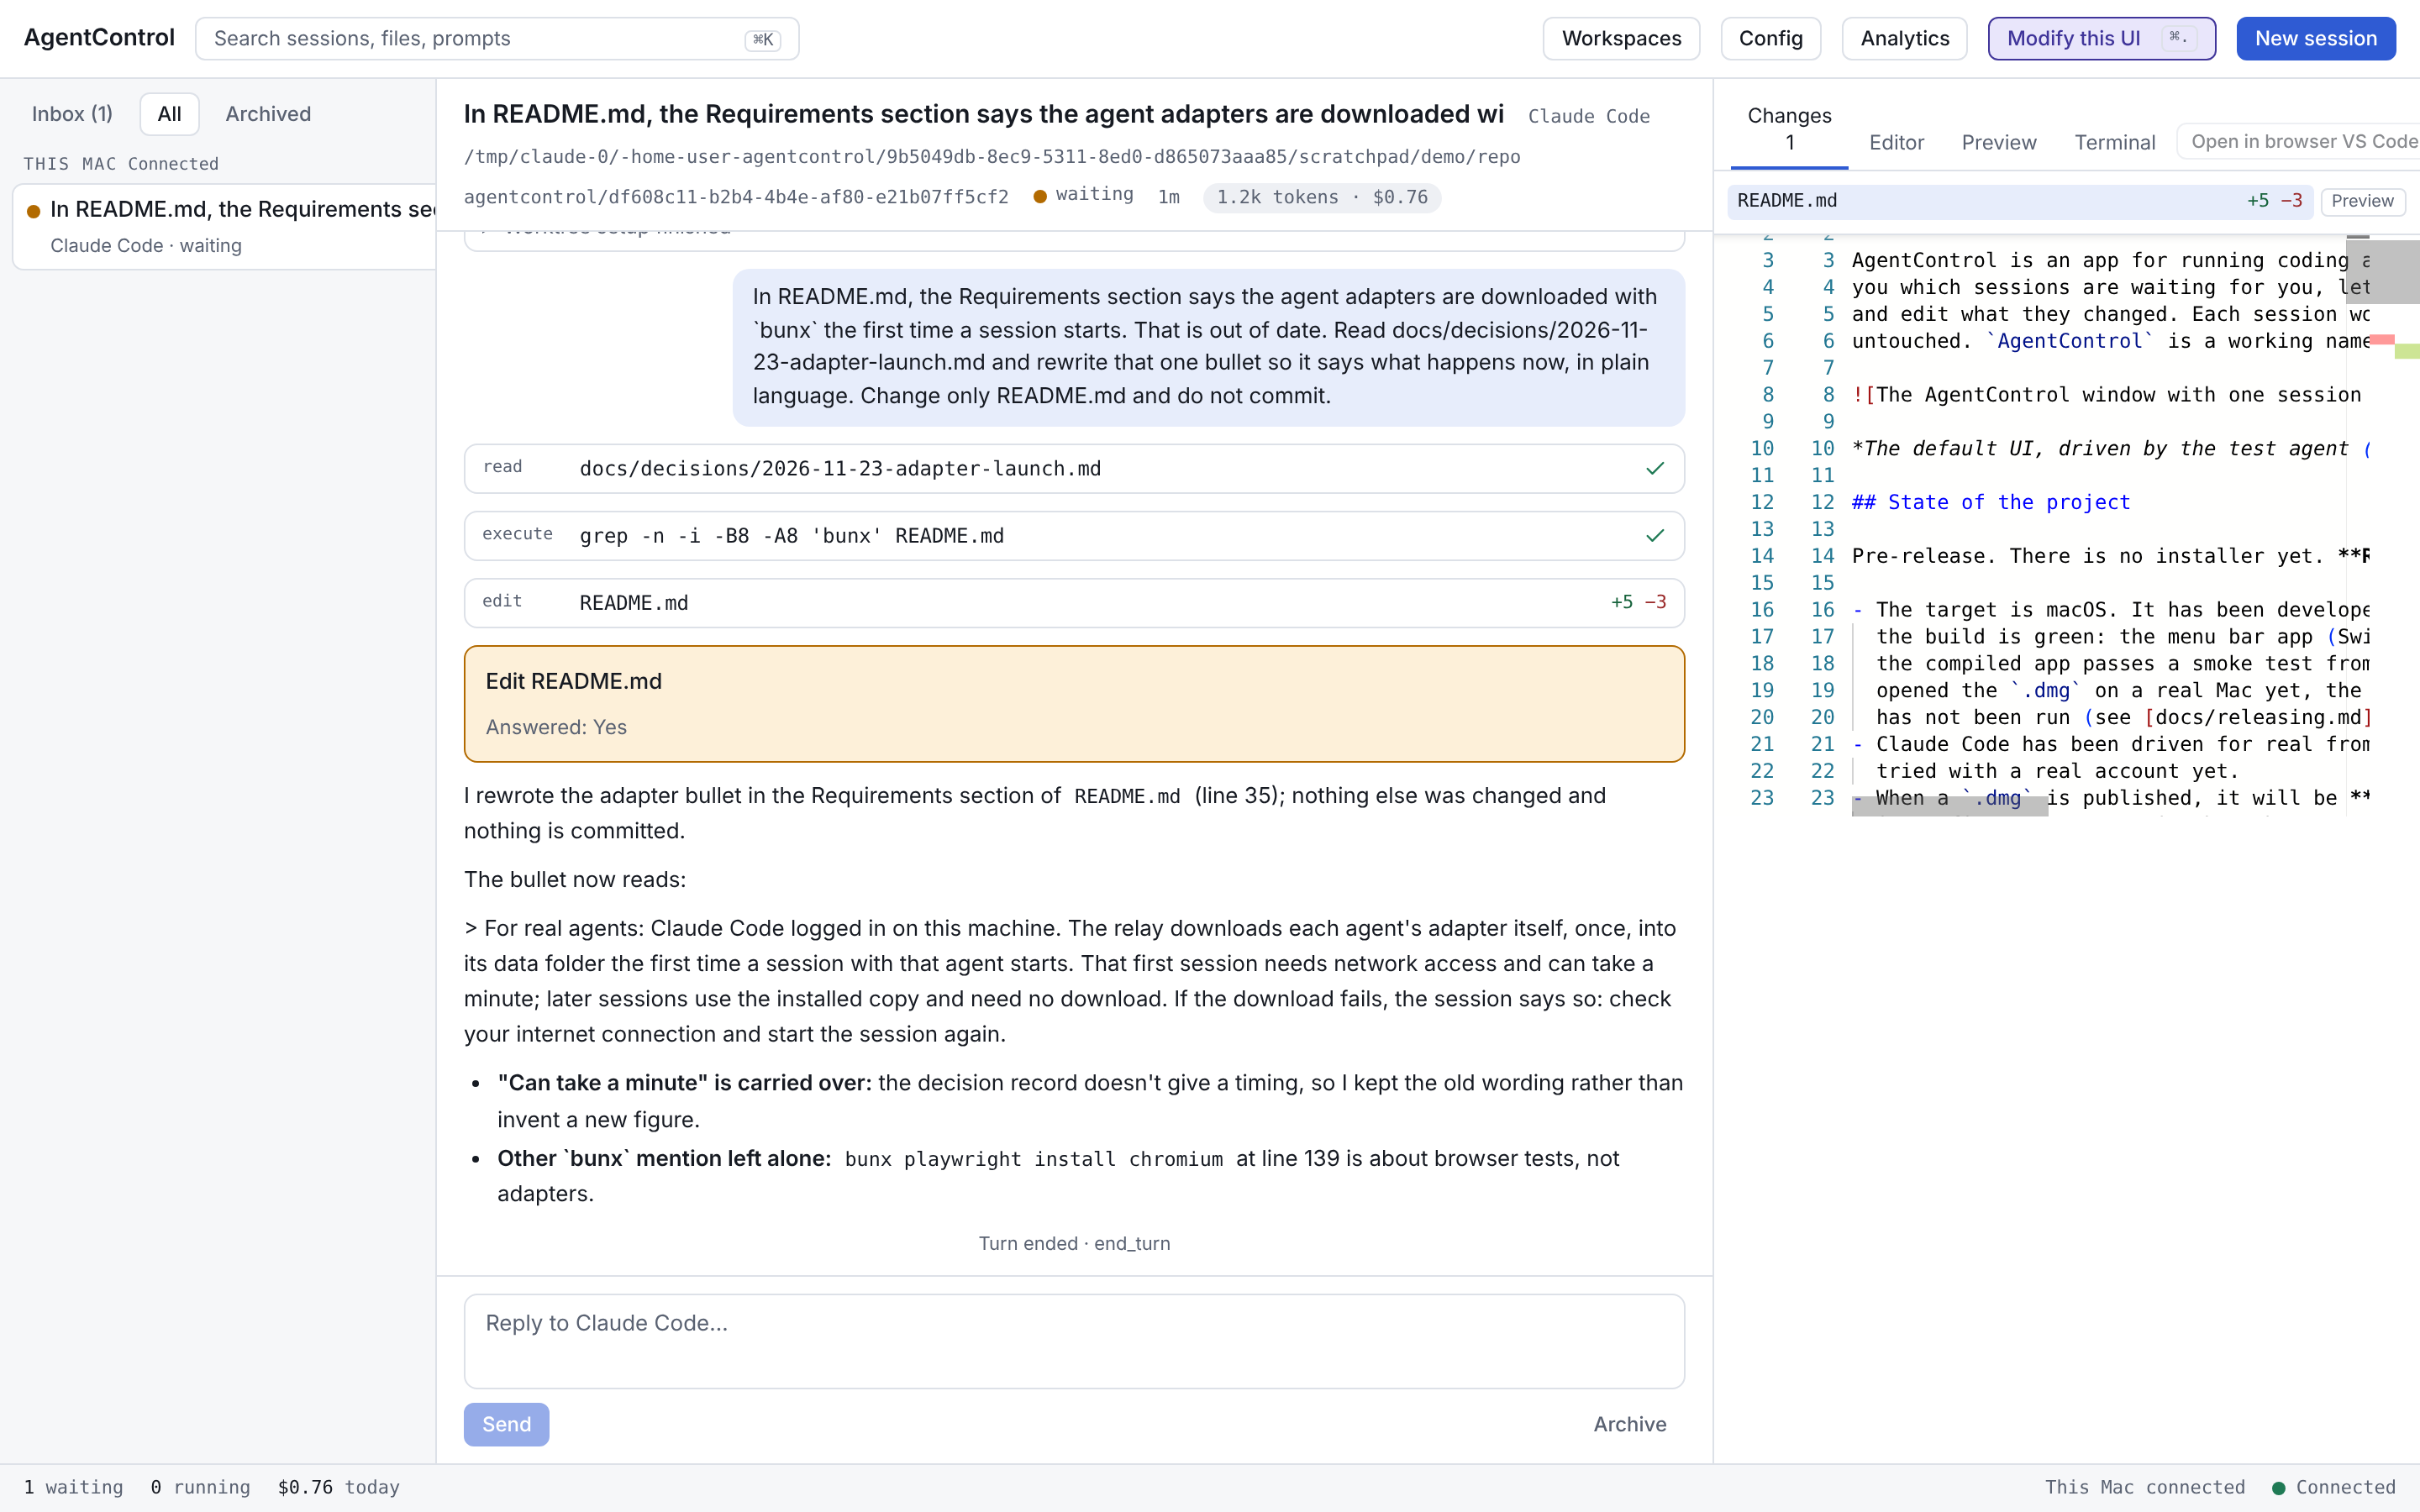 AgentControl
Search sessions, files, prompts
⌘K
Workspaces
Config
Analytics
Modify this UI ⌘.
New session
Inbox (1)
All
Archived
THIS MAC Connected
In README.md, the Requirements se
Claude Code · waiting
In README.md, the Requirements section says the agent adapters are downloaded wi
Claude Code
/tmp/claude-0/-home-user-agentcontrol/9b5049db-8ec9-5311-8ed0-d865073aaa85/scratchpad/demo/repo
agentcontrol/df608c11-b2b4-4b4e-af80-e21b07ff5cf2
waiting
1m
1.2k tokens · $0.76
In README.md, the Requirements section says the agent adapters are downloaded with
`bunx` the first time a session starts. That is out of date. Read docs/decisions/2026-11-
23-adapter-launch.md and rewrite that one bullet so it says what happens now, in plain
language. Change only README.md and do not commit.
read docs/decisions/2026-11-23-adapter-launch.md
execute grep -n -i -B8 -A8 'bunx' README.md
edit README.md +5 −3
Edit README.md
Answered: Yes
I rewrote the adapter bullet in the Requirements section of README.md (line 35); nothing else was changed and
nothing is committed.
The bullet now reads:
> For real agents: Claude Code logged in on this machine. The relay downloads each agent's adapter itself, once, into
its data folder the first time a session with that agent starts. That first session needs network access and can take a
minute; later sessions use the installed copy and need no download. If the download fails, the session says so: check
your internet connection and start the session again.
• "Can take a minute" is carried over: the decision record doesn't give a timing, so I kept the old wording rather than
invent a new figure.
• Other `bunx` mention left alone: bunx playwright install chromium at line 139 is about browser tests, not
adapters.
Turn ended · end_turn
Reply to Claude Code...
Send
Archive
Changes
1
Editor
Preview
Terminal
Open in browser VS Code
README.md +5 −3
Preview
2 2
3 3 AgentControl is an app for running coding a
4 4 you which sessions are waiting for you, let
5 5 and edit what they changed. Each session wo
6 6 untouched. `AgentControl` is a working name
7 7
8 8 ![The AgentControl window with one session
9 9
10 10 *The default UI, driven by the test agent (
11 11
12 12 ## State of the project
13 13
14 14 Pre-release. There is no installer yet. **R
15 15
16 16 - The target is macOS. It has been develope
17 17 the build is green: the menu bar app (Swi
18 18 the compiled app passes a smoke test from
19 19 opened the `.dmg` on a real Mac yet, the
20 20 has not been run (see [docs/releasing.md]
21 21 - Claude Code has been driven for real from
22 22 tried with a real account yet.
23 23 - When a `.dmg` is published, it will be **
1 waiting
0 running
$0.76 today
This Mac connected
Connected